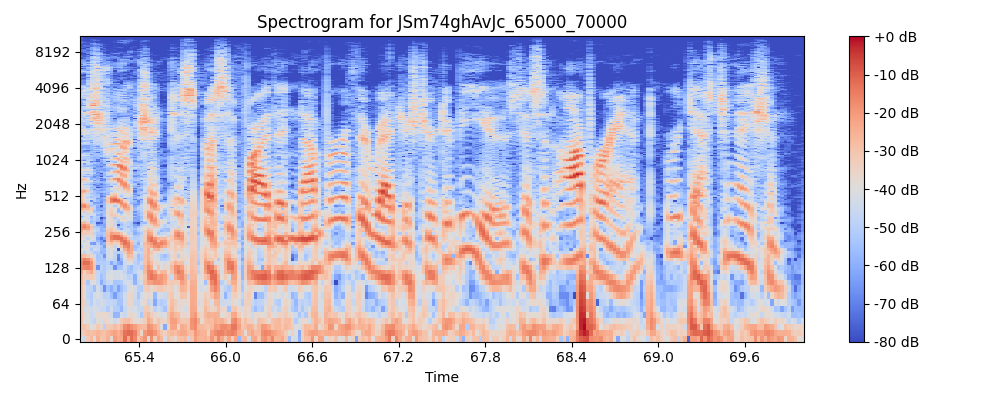 Spectrogram for JSm74ghAvJc_65000_70000
Hz
8192
4096
2048
1024
512
256
128
64
0
65.4 66.0 66.6 67.2 67.8 68.4 69.0 69.6
Time
+0 dB
-10 dB
-20 dB
-30 dB
-40 dB
-50 dB
-60 dB
-70 dB
-80 dB